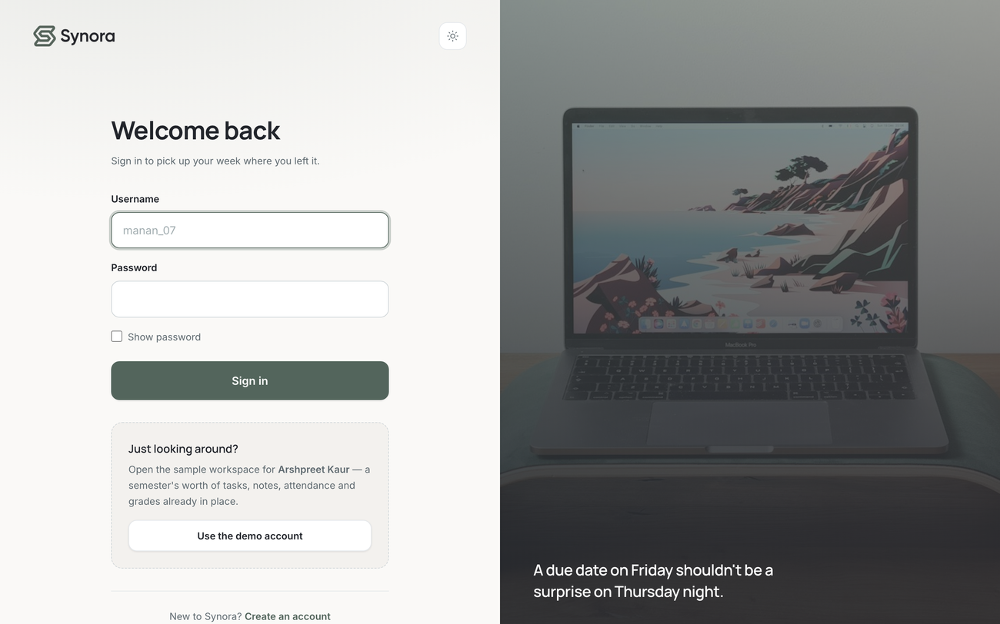 Synora
Welcome back
Sign in to pick up your week where you left it.
Username
manan_07
Password
Show password
Sign in
Just looking around?
Open the sample workspace for Arshpreet Kaur — a
semester's worth of tasks, notes, attendance and
grades already in place.
Use the demo account
New to Synora? Create an account
MacBook Pro
A due date on Friday shouldn't be a
surprise on Thursday night.